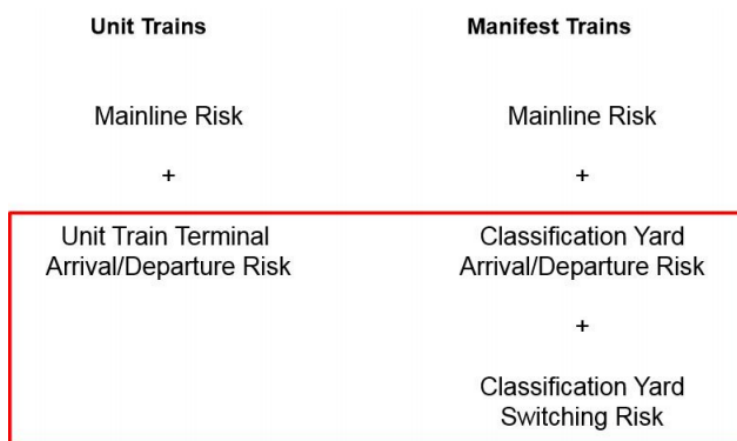 Unit Trains
Manifest Trains
Mainline Risk
Mainline Risk
+
+
Unit Train Terminal
Arrival/Departure Risk
Classification Yard
Arrival/Departure Risk
+
Classification Yard
Switching Risk